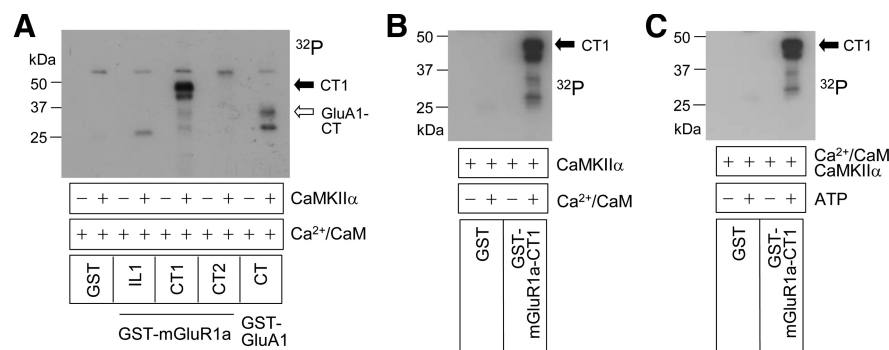 A
kDa
50
37
25
32P
CT1
GluA1-
CT
− + − + − + − + − + CaMKIIα
+ + + + + + + + + + Ca2+/CaM
GST
IL1
CT1
CT2
CT
GST-mGluR1a
GST-
GluA1
B
50
37
25
kDa
CT1
32P
+ + + + CaMKIIα
− + − + Ca2+/CaM
GST
GST-
mGluR1a-CT1
C
50
37
25
kDa
CT1
32P
+ + + + Ca2+/CaM
CaMKIIα
− + − + ATP
GST
GST-
mGluR1a-CT1